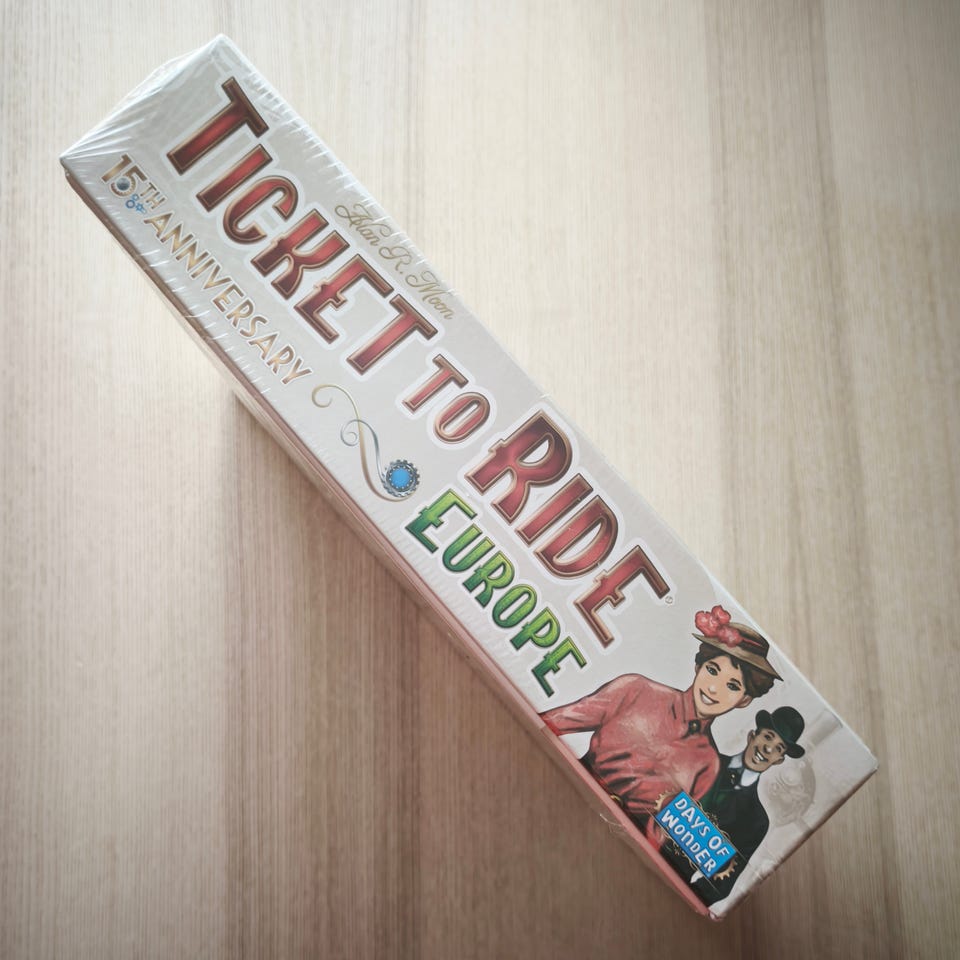 Alan R. Moon
TICKET TO RIDE®
15TH ANNIVERSARY
EUROPE
DAYS OF
WONDER